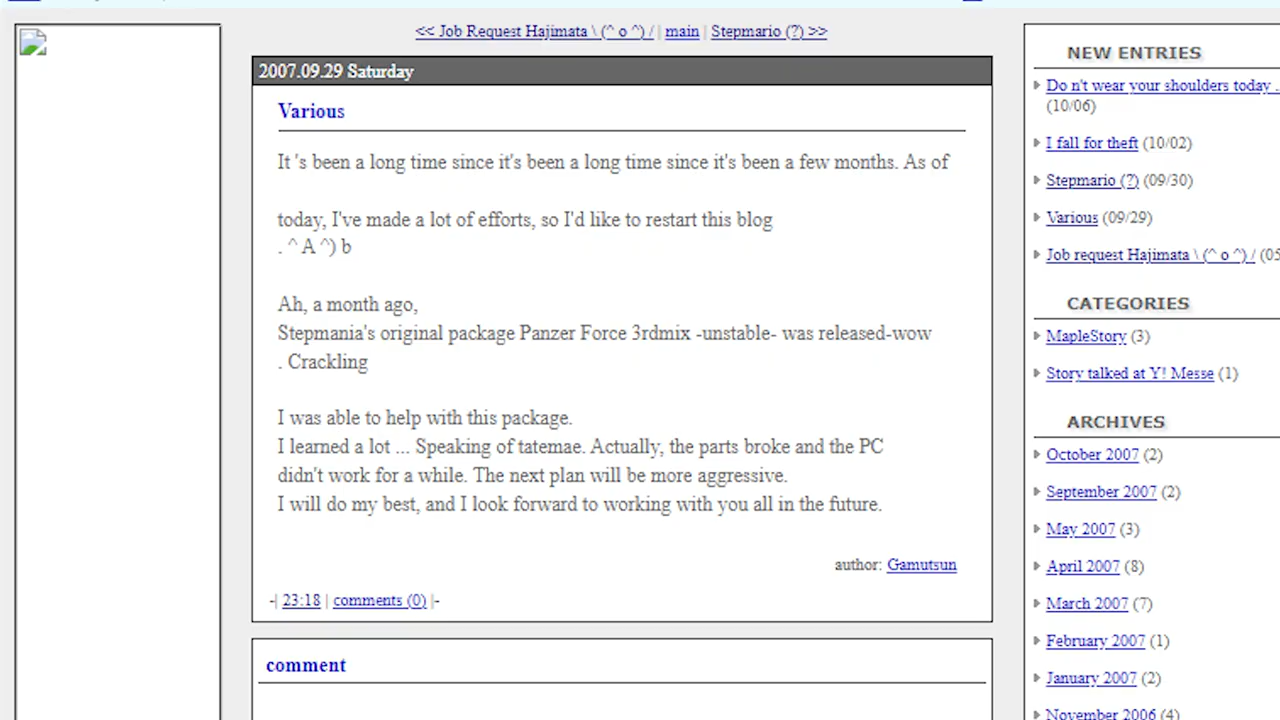 << Job Request Hajimata \ (^ o ^) / | main | Stepmario (?) >>
2007.09.29 Saturday
Various
It 's been a long time since it's been a long time since it's been a few months. As of
today, I've made a lot of efforts, so I'd like to restart this blog
. ^ A ^) b
Ah, a month ago,
Stepmania's original package Panzer Force 3rdmix -unstable- was released-wow
. Crackling
I was able to help with this package.
I learned a lot ... Speaking of tatemae. Actually, the parts broke and the PC
didn't work for a while. The next plan will be more aggressive.
I will do my best, and I look forward to working with you all in the future.
author: Gamutsun
-| 23:18 | comments (0) |-
comment
NEW ENTRIES
Do n't wear your shoulders today .
(10/06)
I fall for theft (10/02)
Stepmario (?) (09/30)
Various (09/29)
Job request Hajimata \ (^ o ^) / (05
CATEGORIES
MapleStory (3)
Story talked at Y! Messe (1)
ARCHIVES
October 2007 (2)
September 2007 (2)
May 2007 (3)
April 2007 (8)
March 2007 (7)
February 2007 (1)
January 2007 (2)
November 2006 (4)